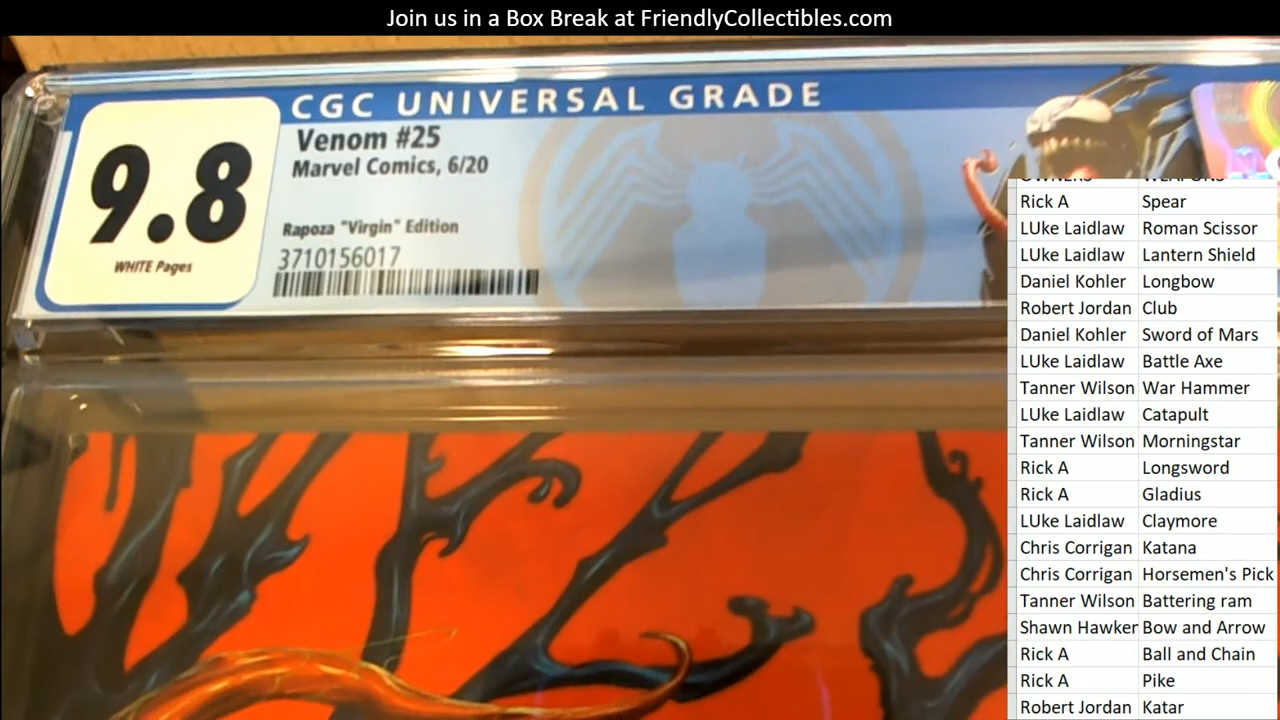 Join us in a Box Break at FriendlyCollectibles.com
CGC UNIVERSAL GRADE
9.8
WHITE Pages
Venom #25
Marvel Comics, 6/20
Rapoza "Virgin" Edition
3710156017
OWNERS WEAPONS
Rick A Spear
LUke Laidlaw Roman Scissor
LUke Laidlaw Lantern Shield
Daniel Kohler Longbow
Robert Jordan Club
Daniel Kohler Sword of Mars
LUke Laidlaw Battle Axe
Tanner Wilson War Hammer
LUke Laidlaw Catapult
Tanner Wilson Morningstar
Rick A Longsword
Rick A Gladius
LUke Laidlaw Claymore
Chris Corrigan Katana
Chris Corrigan Horsemen's Pick
Tanner Wilson Battering ram
Shawn Hawker Bow and Arrow
Rick A Ball and Chain
Rick A Pike
Robert Jordan Katar